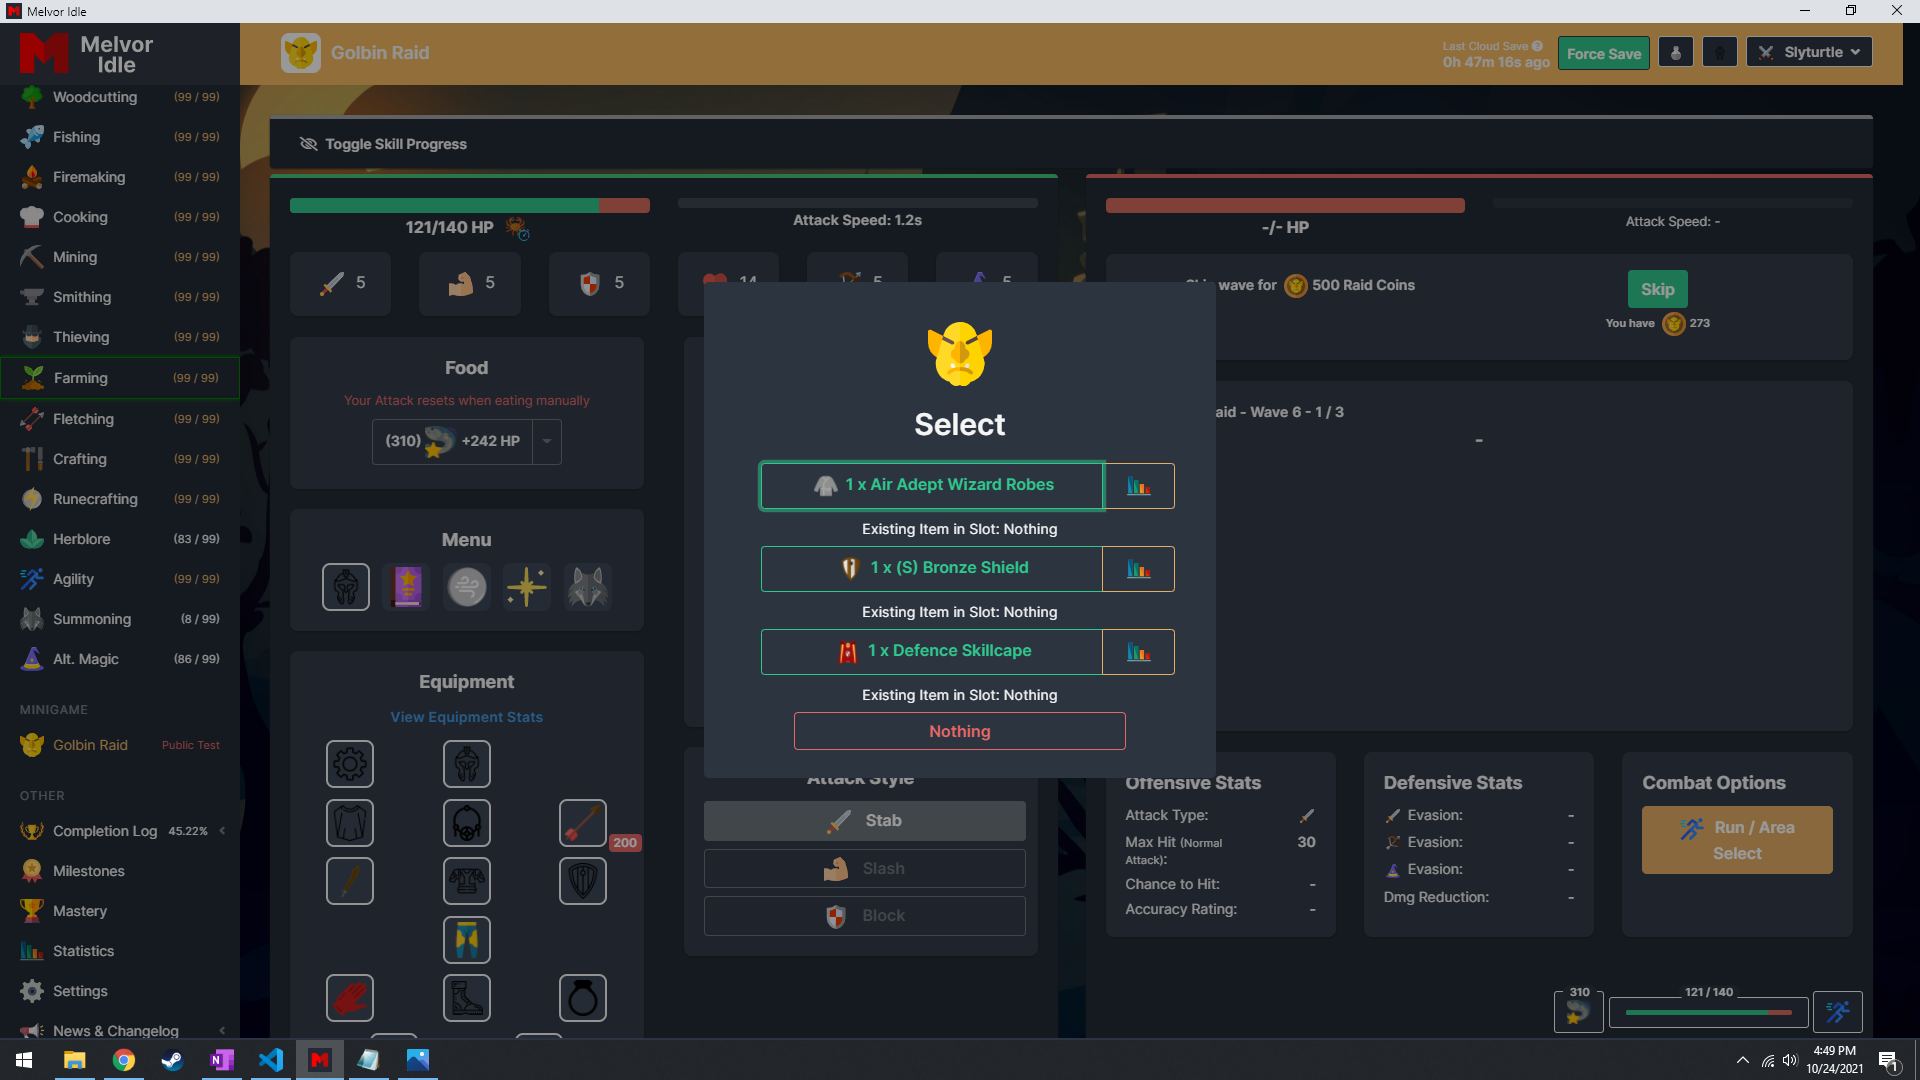 Melvor Idle
Melvor
Idle
Golbin Raid
Last Cloud Save
0h 47m 16s ago
Force Save
Slyturtle
Woodcutting (99 / 99)
Fishing (99 / 99)
Firemaking (99 / 99)
Cooking (99 / 99)
Mining (99 / 99)
Smithing (99 / 99)
Thieving (99 / 99)
Farming (99 / 99)
Fletching (99 / 99)
Crafting (99 / 99)
Runecrafting (99 / 99)
Herblore (83 / 99)
Agility (99 / 99)
Summoning (8 / 99)
Alt. Magic (86 / 99)
MINIGAME
Golbin Raid Public Test
OTHER
Completion Log 45.22%
Milestones
Mastery
Statistics
Settings
News & Changelog
Toggle Skill Progress
121/140 HP
Attack Speed: 1.2s
5
5
5
14
5
5
Food
Your Attack resets when eating manually
(310) +242 HP
Menu
Equipment
View Equipment Stats
200
Select
1 x Air Adept Wizard Robes
Existing Item in Slot: Nothing
1 x (S) Bronze Shield
Existing Item in Slot: Nothing
1 x Defence Skillcape
Existing Item in Slot: Nothing
Nothing
Attack Style
Stab
Slash
Block
-/- HP
Attack Speed: -
wave for 500 Raid Coins
Skip
You have 273
- Wave 6 - 1 / 3
-
Offensive Stats
Attack Type:
Max Hit (Normal Attack): 30
Chance to Hit: -
Accuracy Rating: -
Defensive Stats
Evasion: -
Evasion: -
Evasion: -
Dmg Reduction: -
Combat Options
Run / Area
Select
310
121 / 140
4:49 PM
10/24/2021
1